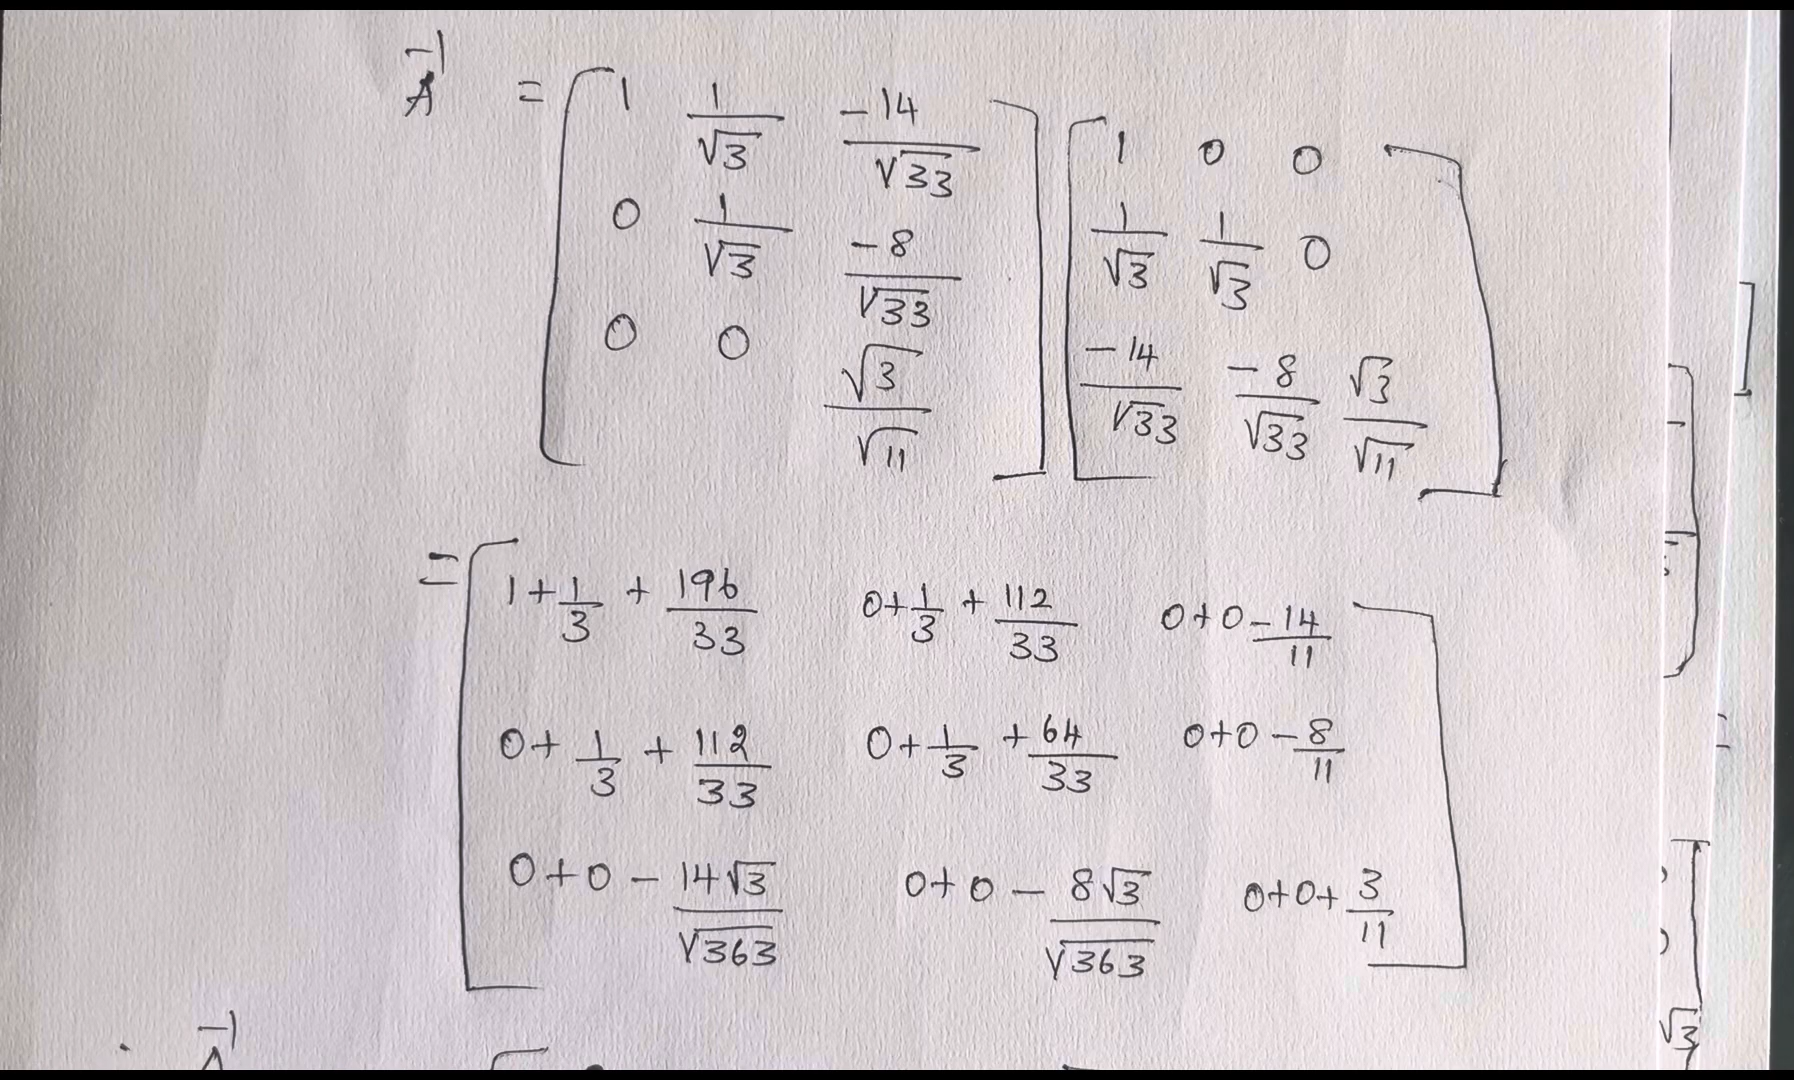 A⁻¹ = [ 1 1/√3 -14/√33 ] [ 1 0 0 ]
[ 0 1/√3 -8/√33 ] [ 1/√3 1/√3 0 ]
[ 0 0 √3/√11 ] [ -14/√33 -8/√33 √3/√11 ]
= [ 1+1/3 + 196/33 0+1/3 + 112/33 0+0-14/11 ]
[ 0+1/3 + 112/33 0+1/3 + 64/33 0+0-8/11 ]
[ 0+0 - 14√3/√363 0+0 - 8√3/√363 0+0+3/11 ]
√3